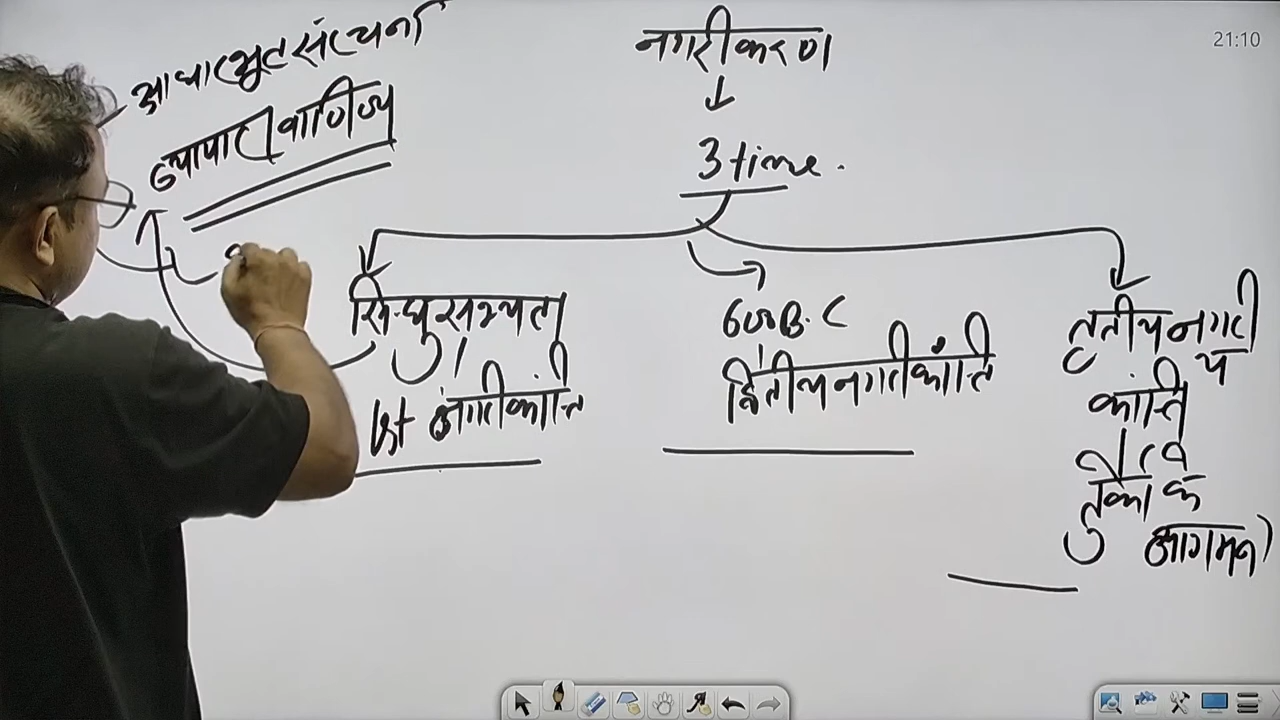 आधारभुत संरचना
व्यापार वाणिज्य
नगरीकरण
3 time.
21:10
सिन्धु सभ्यता
1st नगरी क्रांति
600 B.C
द्वितीय नगरी क्रांति
तृतीय नगरी
य
क्रांति
तुर्को के
आगमन)